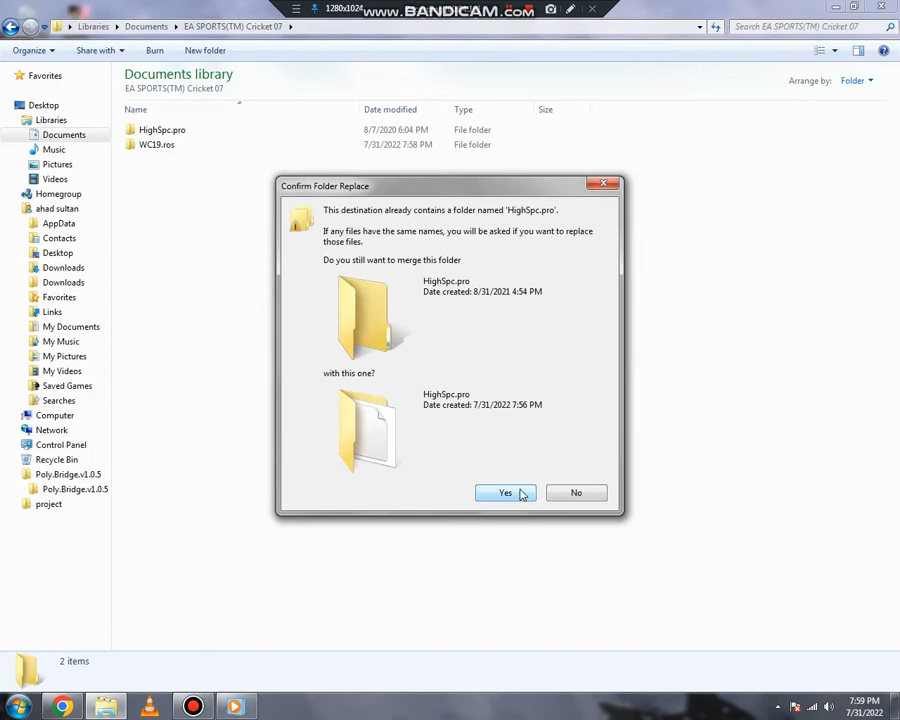 1280x1024
www.BANDICAM.com
Libraries Documents EA SPORTS(TM) Cricket 07
Search EA SPORTS(TM) Cricket 07
Organize Share with Burn New folder
Favorites
Desktop
Libraries
Documents
Music
Pictures
Videos
Homegroup
ahad sultan
AppData
Contacts
Desktop
Downloads
Downloads
Favorites
Links
My Documents
My Music
My Pictures
My Videos
Saved Games
Searches
Computer
Network
Control Panel
Recycle Bin
Poly.Bridge.v1.0.5
Poly.Bridge.v1.0.5
project
Documents library
EA SPORTS(TM) Cricket 07
Arrange by: Folder
Name Date modified Type Size
HighSpc.pro 8/7/2020 6:04 PM File folder
WC19.ros 7/31/2022 7:58 PM File folder
Confirm Folder Replace
This destination already contains a folder named 'HighSpc.pro'.
If any files have the same names, you will be asked if you want to replace
those files.
Do you still want to merge this folder
HighSpc.pro
Date created: 8/31/2021 4:54 PM
with this one?
HighSpc.pro
Date created: 7/31/2022 7:56 PM
Yes No
2 items
7:59 PM
7/31/2022